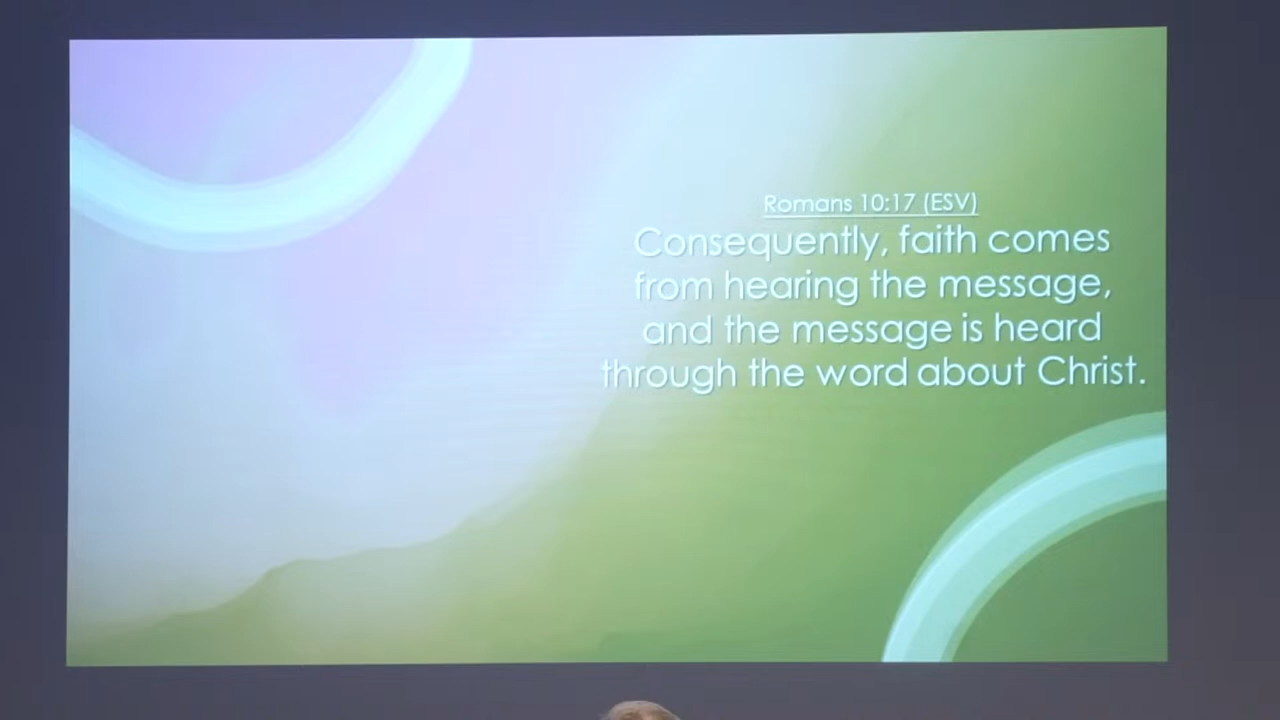 Romans 10:17 (ESV)
Consequently, faith comes
from hearing the message,
and the message is heard
through the word about Christ.